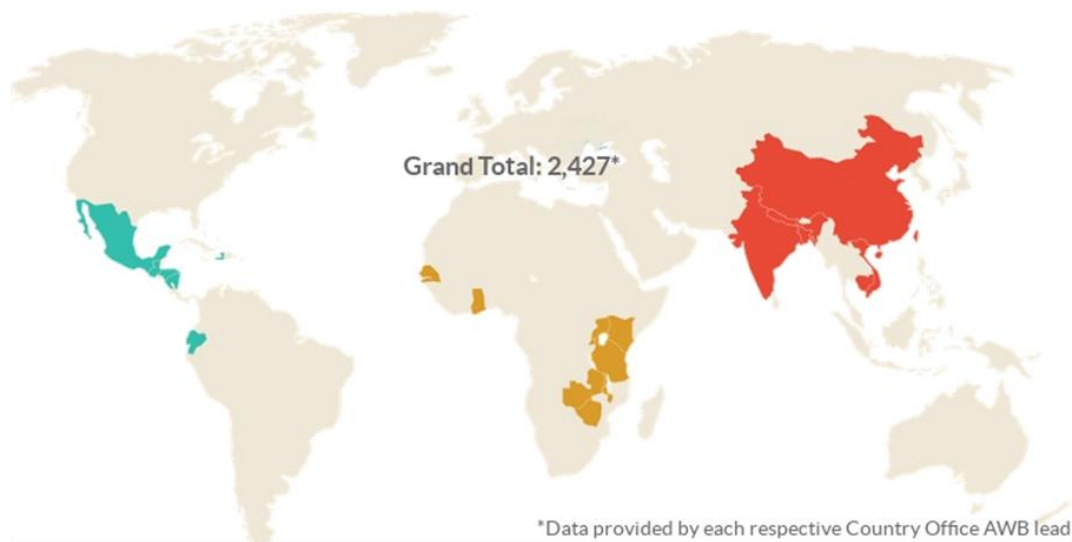 Grand Total: 2,427*
*Data provided by each respective Country Office AWB lead